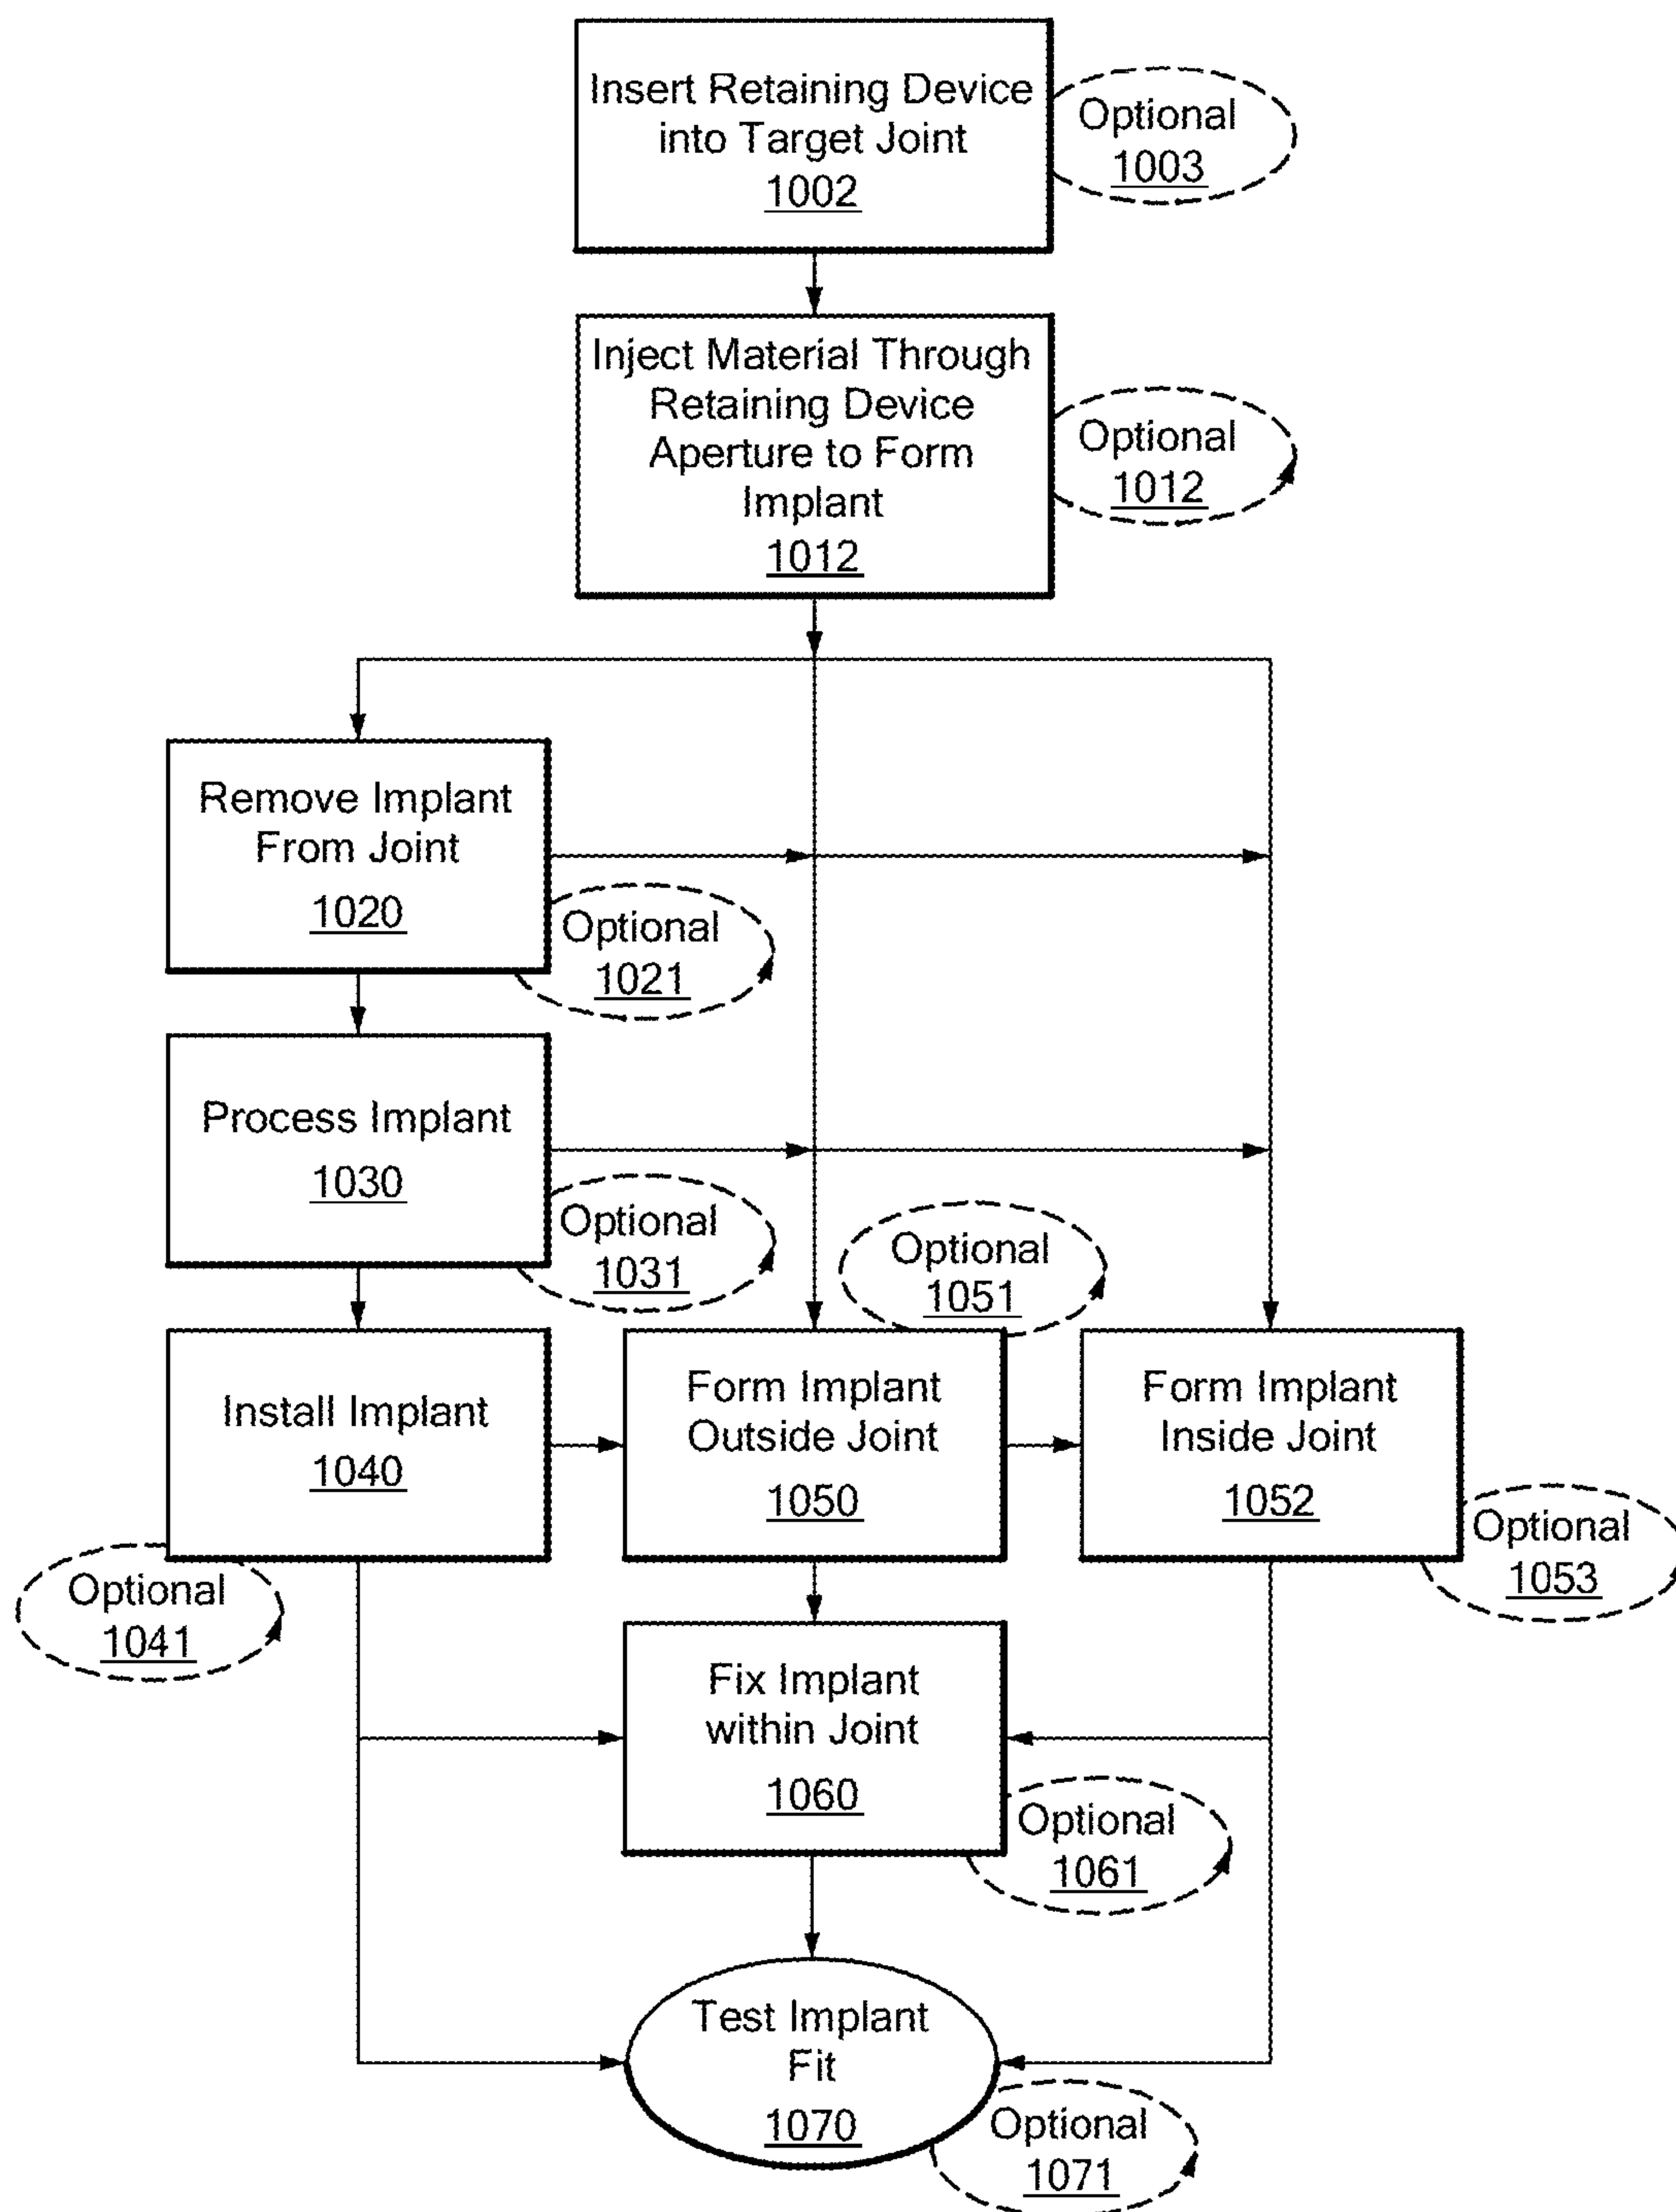 Insert Retaining Device
into Target Joint
1002
Optional
1003
Inject Material Through
Retaining Device
Aperture to Form
Implant
1012
Optional
1012
Remove Implant
From Joint
1020
Optional
1021
Process Implant
1030
Optional
1031
Install Implant
1040
Optional
1041
Optional
1051
Form Implant
Outside Joint
1050
Form Implant
Inside Joint
1052
Optional
1053
Fix Implant
within Joint
1060
Optional
1061
Test Implant
Fit
1070
Optional
1071